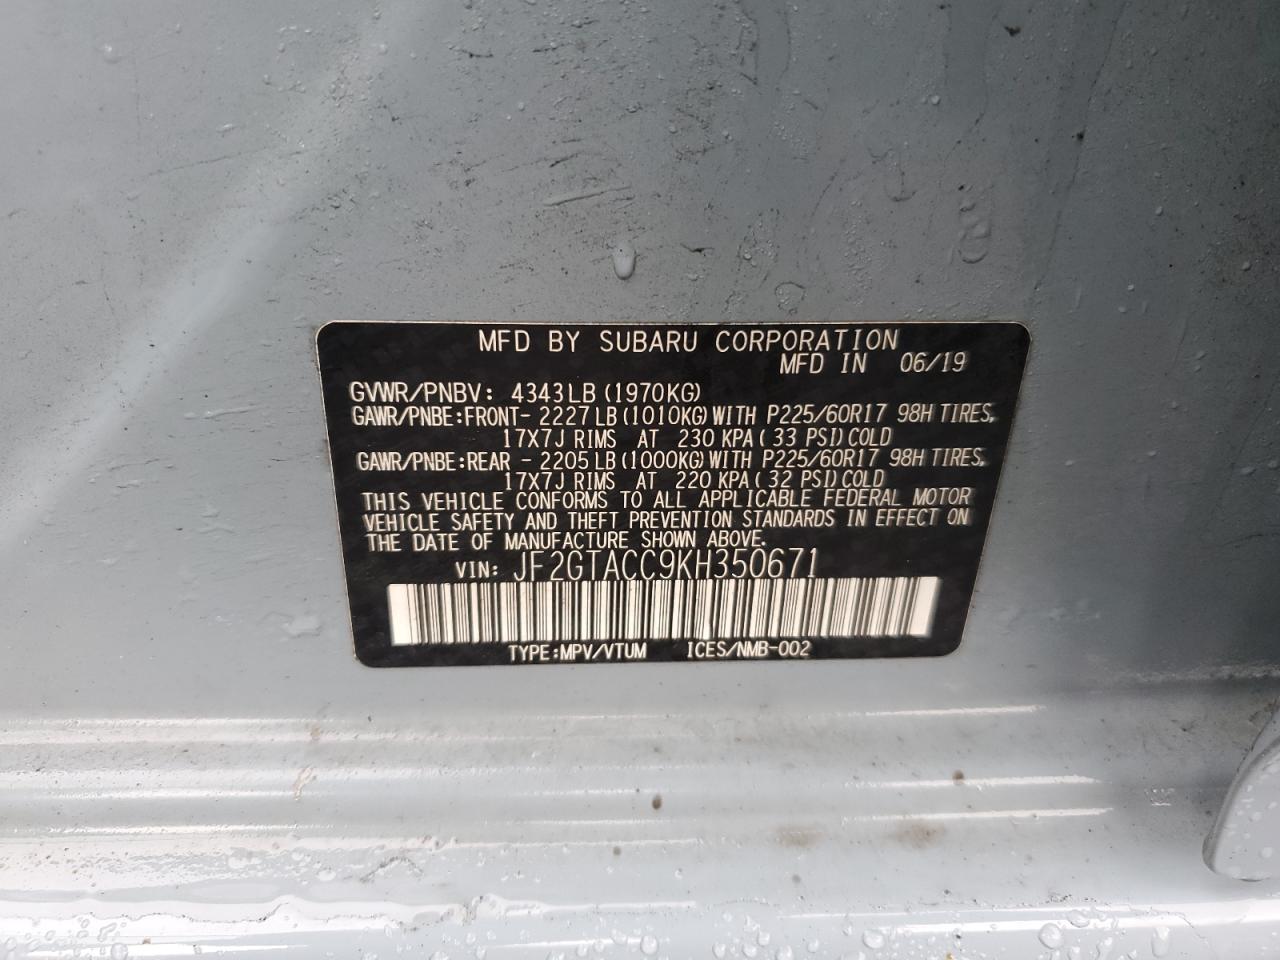 MFD BY SUBARU CORPORATION
MFD IN 06/19
GVWR/PNBV: 4343LB (1970KG)
GAWR/PNBE:FRONT- 2227LB (1010KG) WITH P225/60R17 98H TIRES,
17X7J RIMS AT 230 KPA ( 33 PSI) COLD
GAWR/PNBE:REAR - 2205LB (1000KG) WITH P225/60R17 98H TIRES,
17X7J RIMS AT 220 KPA ( 32 PSI) COLD
THIS VEHICLE CONFORMS TO ALL APPLICABLE FEDERAL MOTOR
VEHICLE SAFETY AND THEFT PREVENTION STANDARDS IN EFFECT ON
THE DATE OF MANUFACTURE SHOWN ABOVE.
VIN: JF2GTACC9KH350671
TYPE:MPV/VTUM ICES/NMB-002